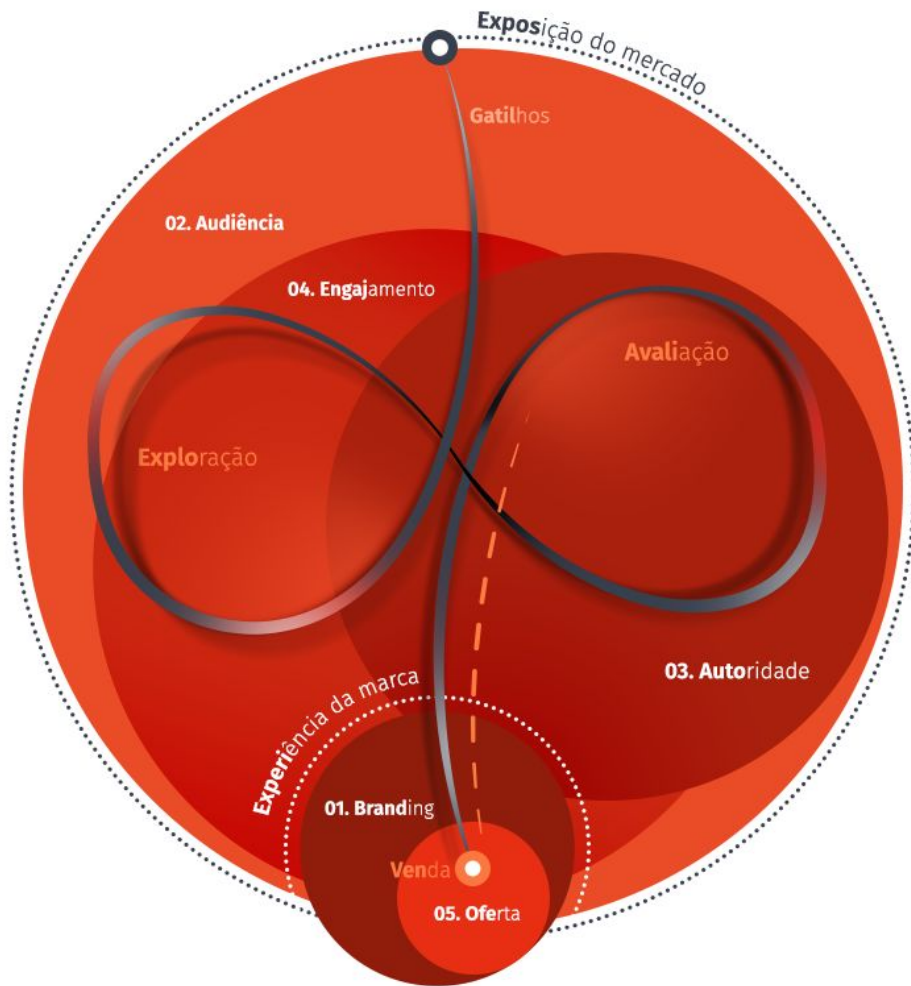 Exposição do mercado
Gatilhos
02. Audiência
04. Engajamento
Avaliação
Exploração
03. Autoridade
Experiência da marca
01. Branding
Venda
05. Oferta